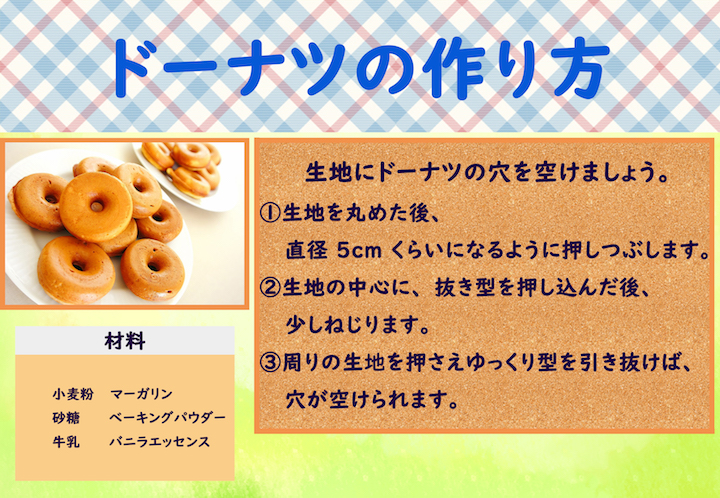 ドーナツの作り方
生地にドーナツの穴を空けましょう。
①生地を丸めた後、
直径 5cm くらいになるように押しつぶします。
②生地の中心に、抜き型を押し込んだ後、
少しねじります。
③周りの生地を押さえゆっくり型を引き抜けば、
穴が空けられます。
材料
小麦粉 マーガリン
砂糖 ベーキングパウダー
牛乳 バニラエッセンス